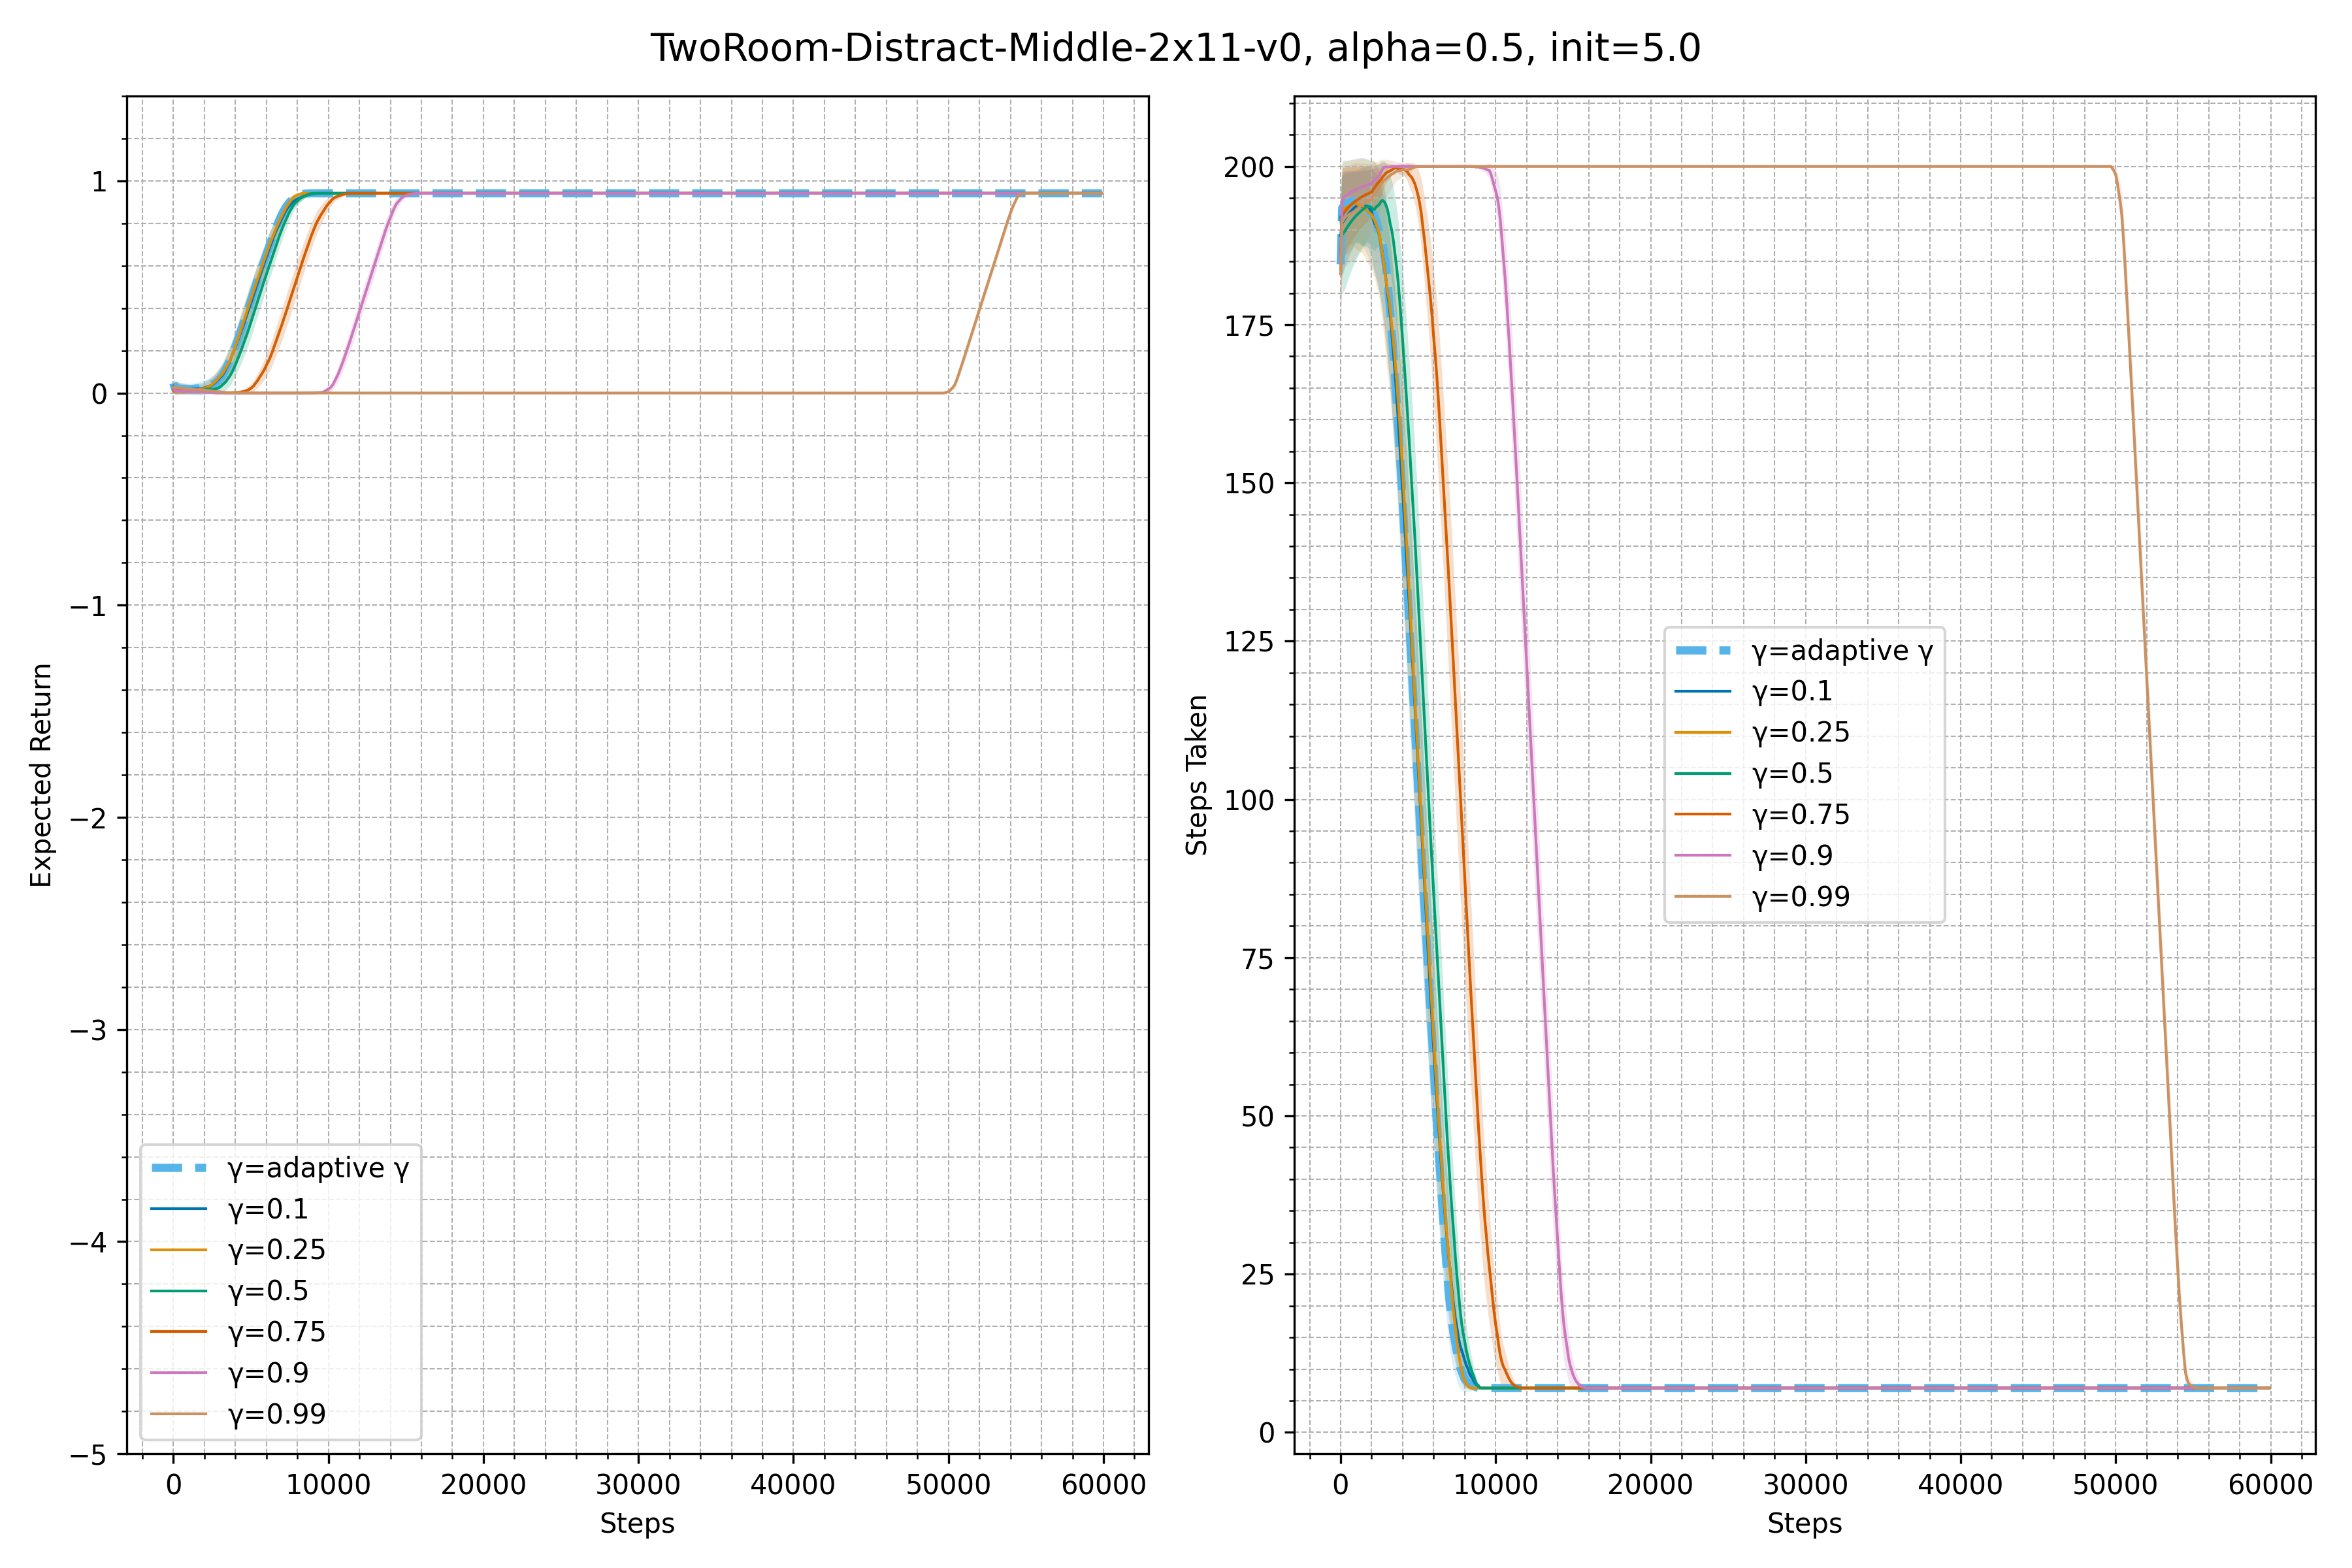 TwoRoom-Distract-Middle-2x11-v0, alpha=0.5, init=5.0
Expected Return
1
0
−1
−2
−3
−4
−5
γ=adaptive γ
γ=0.1
γ=0.25
γ=0.5
γ=0.75
γ=0.9
γ=0.99
0 10000 20000 30000 40000 50000 60000
Steps
Steps Taken
200
175
150
125
100
75
50
25
0
γ=adaptive γ
γ=0.1
γ=0.25
γ=0.5
γ=0.75
γ=0.9
γ=0.99
0 10000 20000 30000 40000 50000 60000
Steps